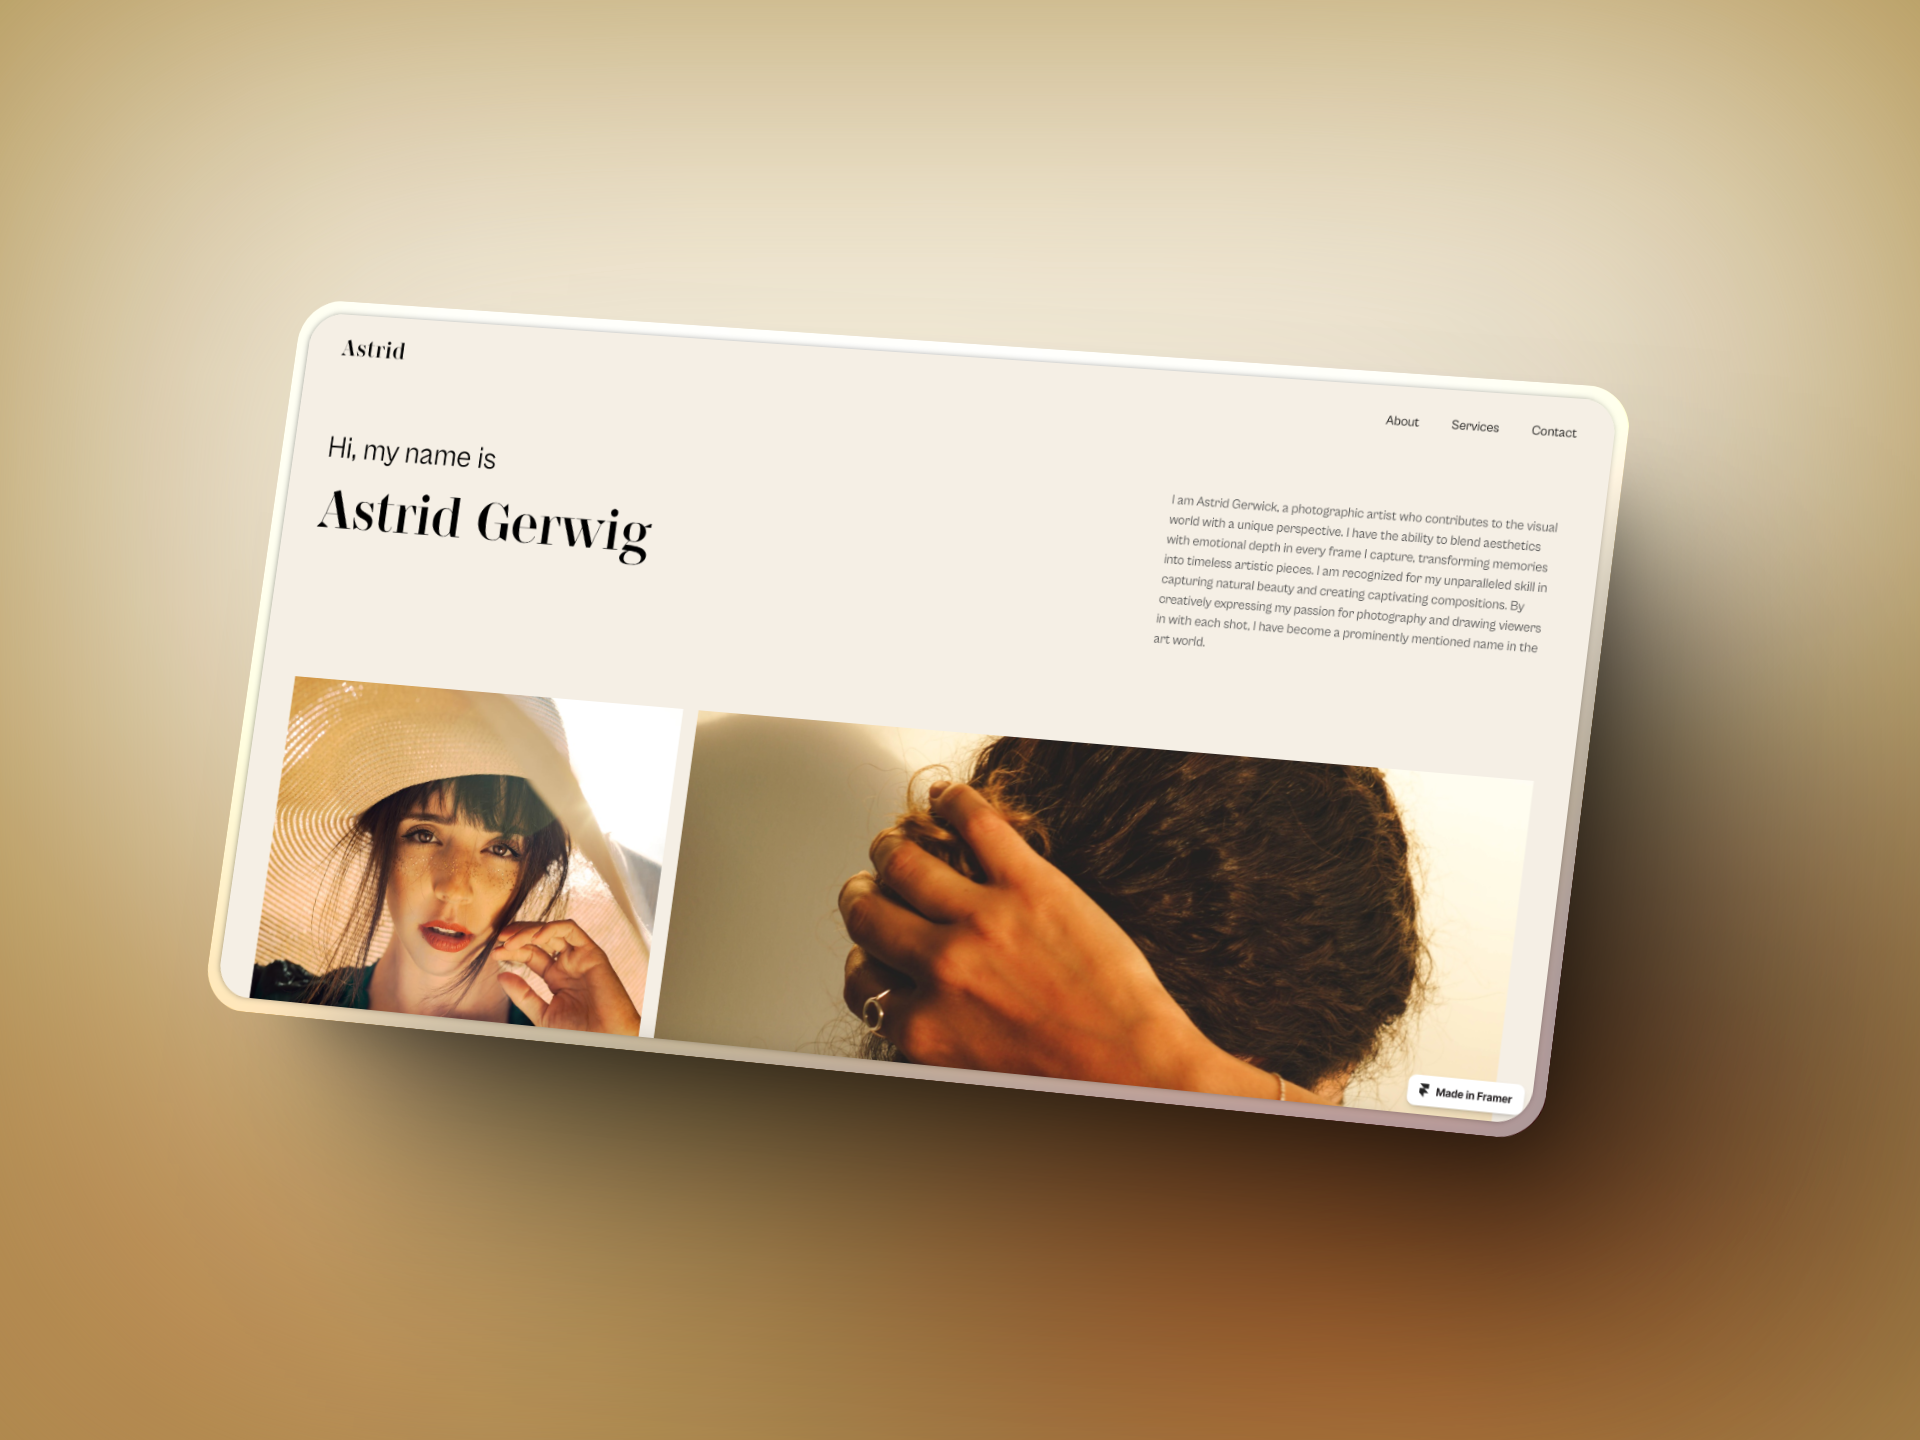 Astrid
About Services Contact
Hi, my name is
Astrid Gerwig
I am Astrid Gerwick, a photographic artist who contributes to the visual
world with a unique perspective. I have the ability to blend aesthetics
with emotional depth in every frame I capture, transforming memories
into timeless artistic pieces. I am recognized for my unparalleled skill in
capturing natural beauty and creating captivating compositions. By
creatively expressing my passion for photography and drawing viewers
in with each shot, I have become a prominently mentioned name in the
art world.
Made in Framer